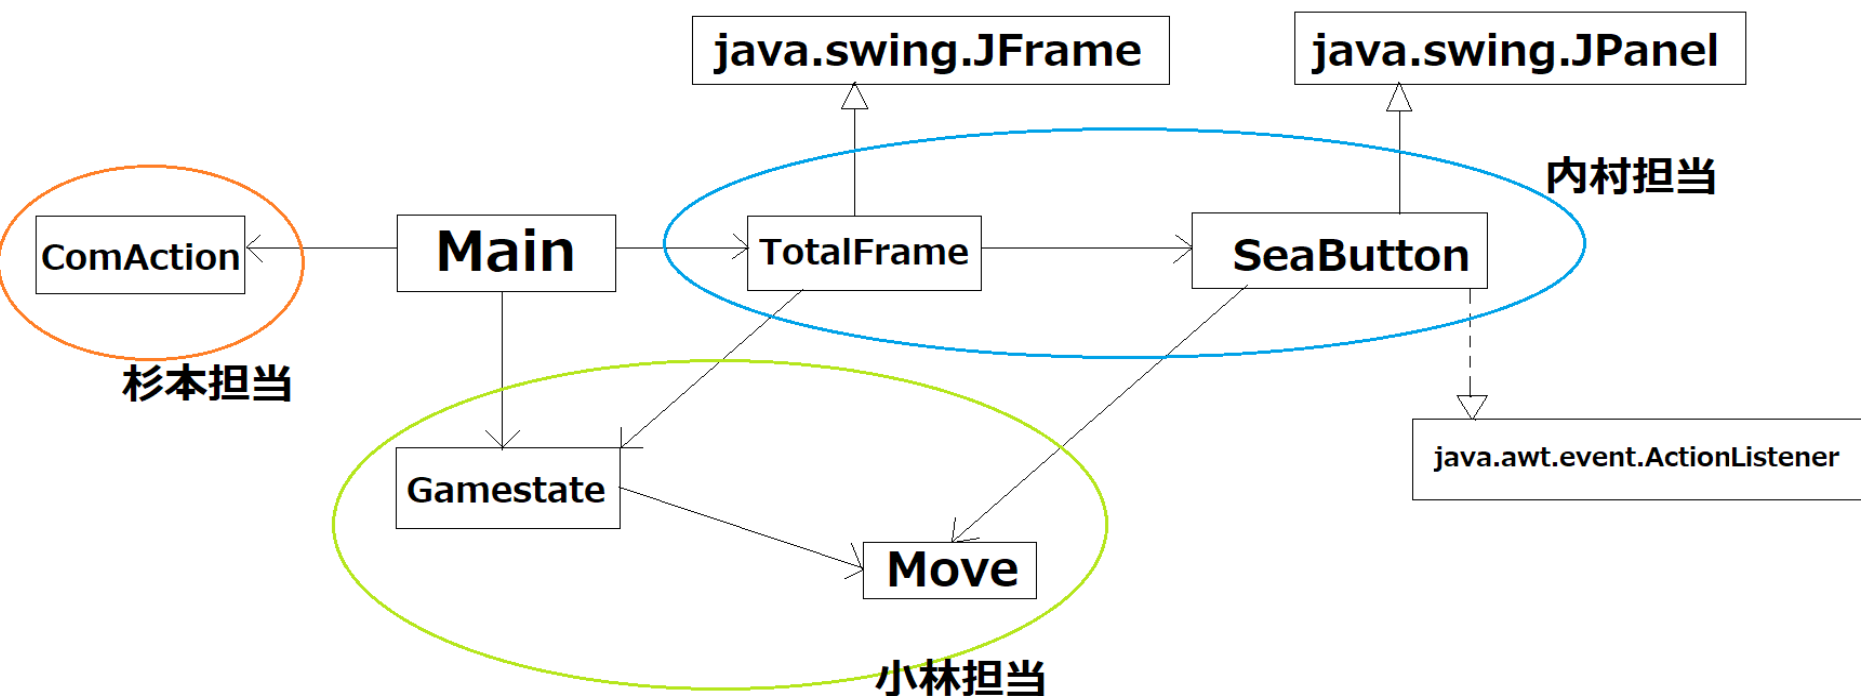 java.swing.JFrame
java.swing.JPanel
内村担当
ComAction
Main
TotalFrame
SeaButton
杉本担当
Gamestate
java.awt.event.ActionListener
Move
小林担当